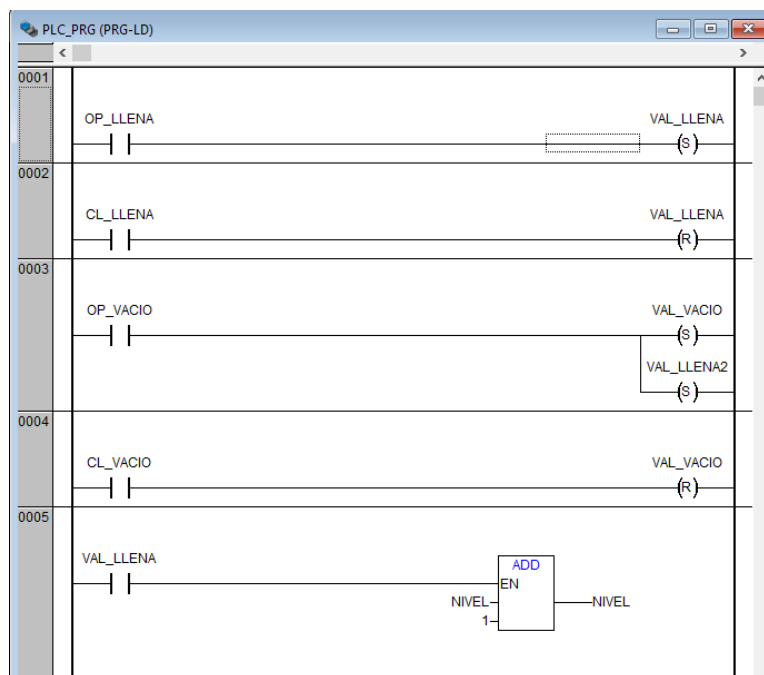 PLC_PRG (PRG-LD)
0001
OP_LLENA VAL_LLENA
S
0002
CL_LLENA VAL_LLENA
R
0003
OP_VACIO VAL_VACIO
S
VAL_LLENA2
S
0004
CL_VACIO VAL_VACIO
R
0005
VAL_LLENA
ADD
EN
NIVEL NIVEL
1